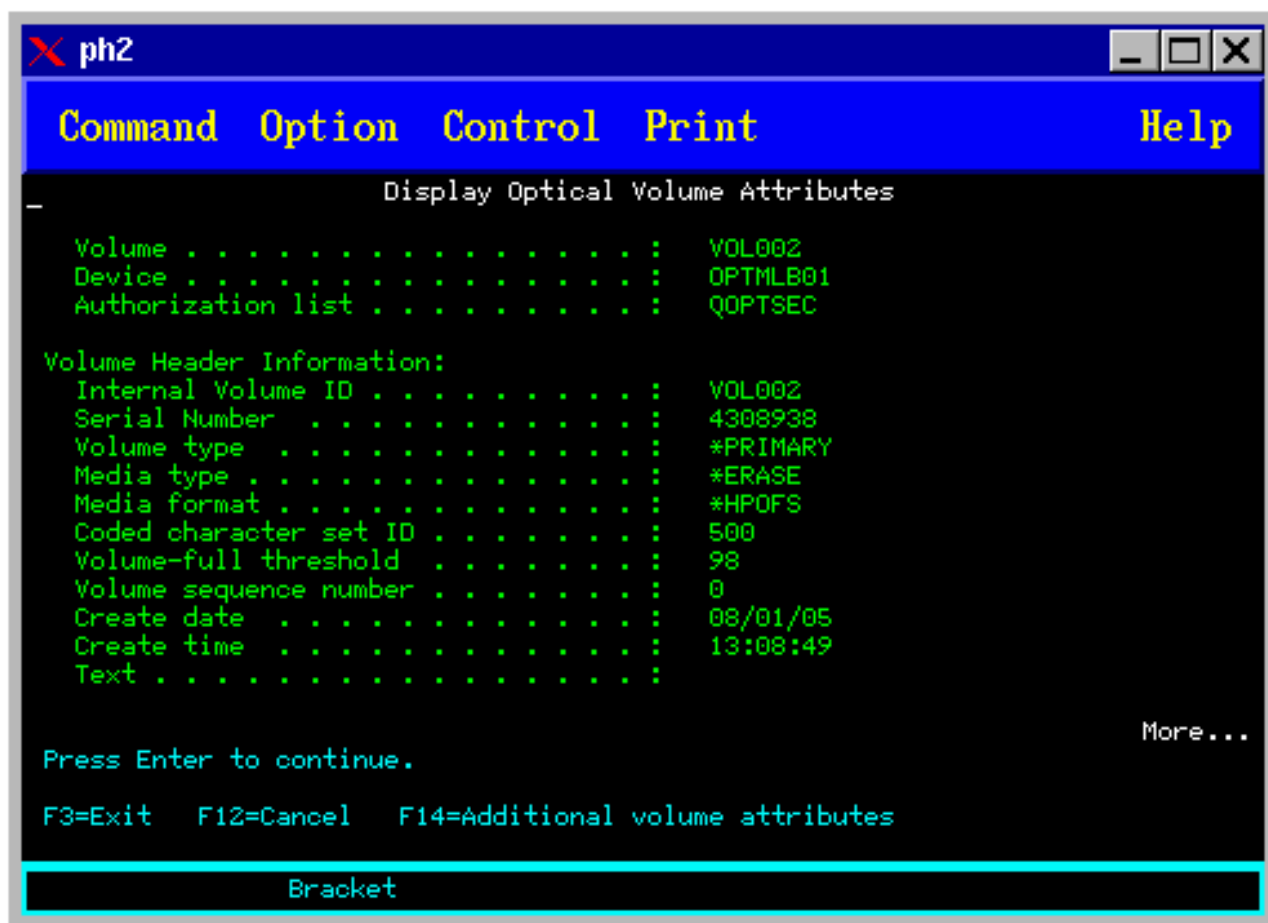 ph2
Command Option Control Print Help
Display Optical Volume Attributes
Volume . . . . . . . . . . . . . . . : VOL002
Device . . . . . . . . . . . . . . . : OPTMLB01
Authorization list . . . . . . . . . : QOPTSEC
Volume Header Information:
Internal Volume ID . . . . . . . . . : VOL002
Serial Number . . . . . . . . . . . : 4308938
Volume type . . . . . . . . . . . . : *PRIMARY
Media type . . . . . . . . . . . . . : *ERASE
Media format . . . . . . . . . . . . : *HPOFS
Coded character set ID . . . . . . . : 500
Volume-full threshold . . . . . . . : 98
Volume sequence number . . . . . . . : 0
Create date . . . . . . . . . . . . : 08/01/05
Create time . . . . . . . . . . . . : 13:08:49
Text . . . . . . . . . . . . . . . . :
More...
Press Enter to continue.
F3=Exit F12=Cancel F14=Additional volume attributes
Bracket